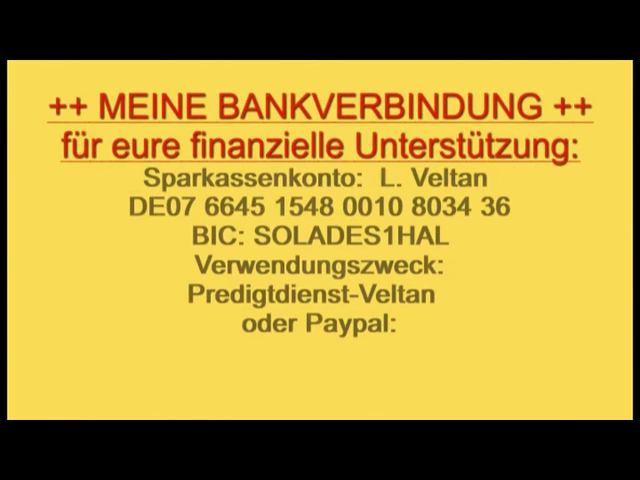 ++ MEINE BANKVERBINDUNG ++
für eure finanzielle Unterstützung:
Sparkassenkonto: L. Veltan
DE07 6645 1548 0010 8034 36
BIC: SOLADES1HAL
Verwendungszweck:
Predigtdienst-Veltan
oder Paypal: